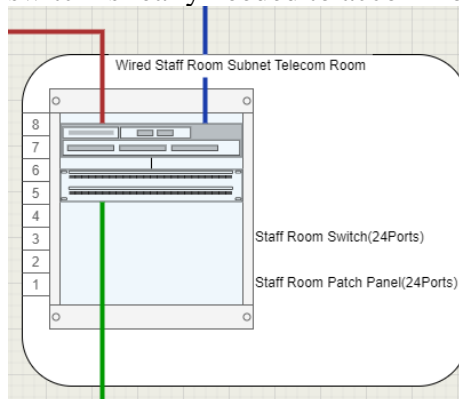 Wired Staff Room Subnet Telecom Room
8
7
6
5
4
3
2
1
Staff Room Switch(24Ports)
Staff Room Patch Panel(24Ports)